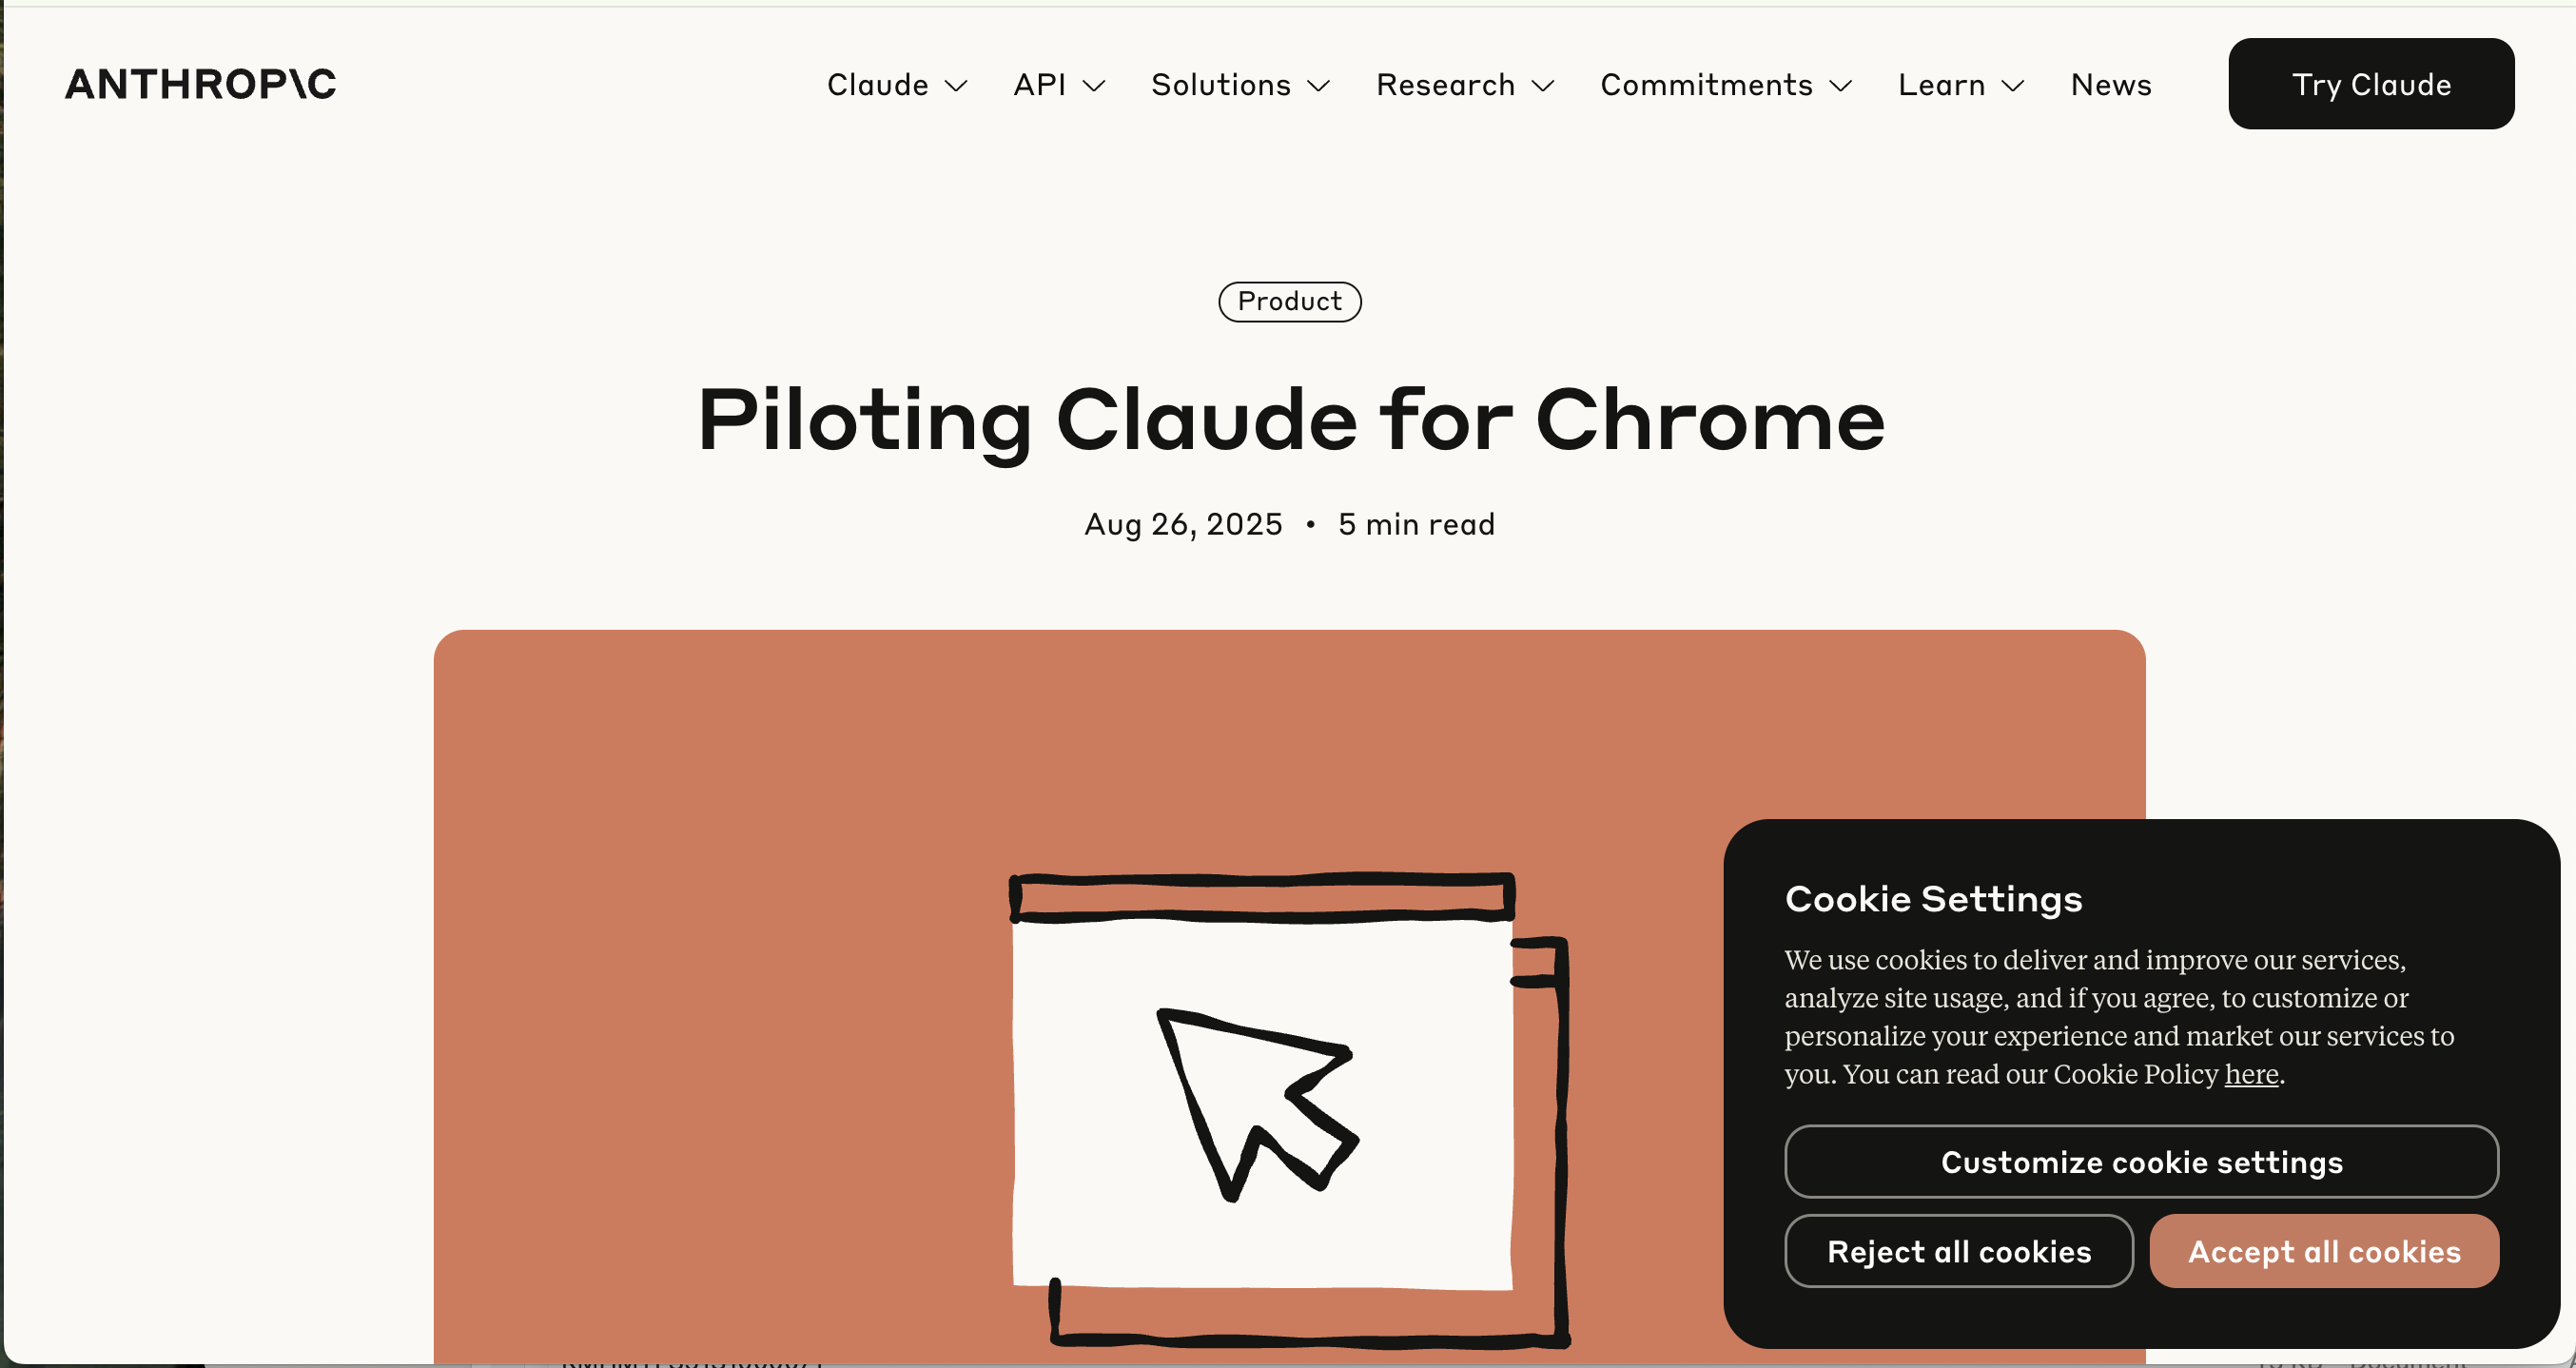 ANTHROP\C
Claude
API
Solutions
Research
Commitments
Learn
News
Try Claude
Product
Piloting Claude for Chrome
Aug 26, 2025 • 5 min read
Cookie Settings
We use cookies to deliver and improve our services,
analyze site usage, and if you agree, to customize or
personalize your experience and market our services to
you. You can read our Cookie Policy here.
Customize cookie settings
Reject all cookies
Accept all cookies